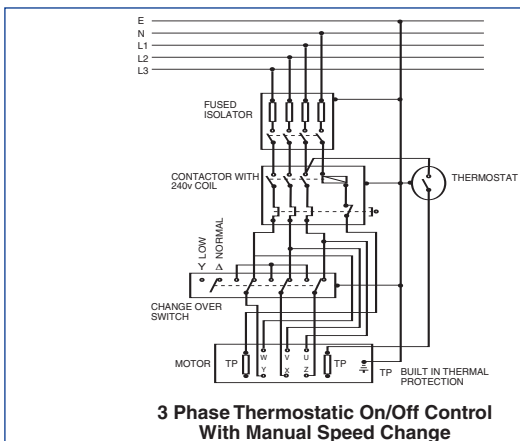 E
N
L1
L2
L3
FUSED
ISOLATOR
CONTACTOR WITH
240v COIL
THERMOSTAT
LOW
NORMAL
Y Δ
CHANGE OVER
SWITCH
MOTOR
TP
W V U
Y X Z
TP
TP BUILT IN THERMAL
PROTECTION
3 Phase Thermostatic On/Off Control
With Manual Speed Change